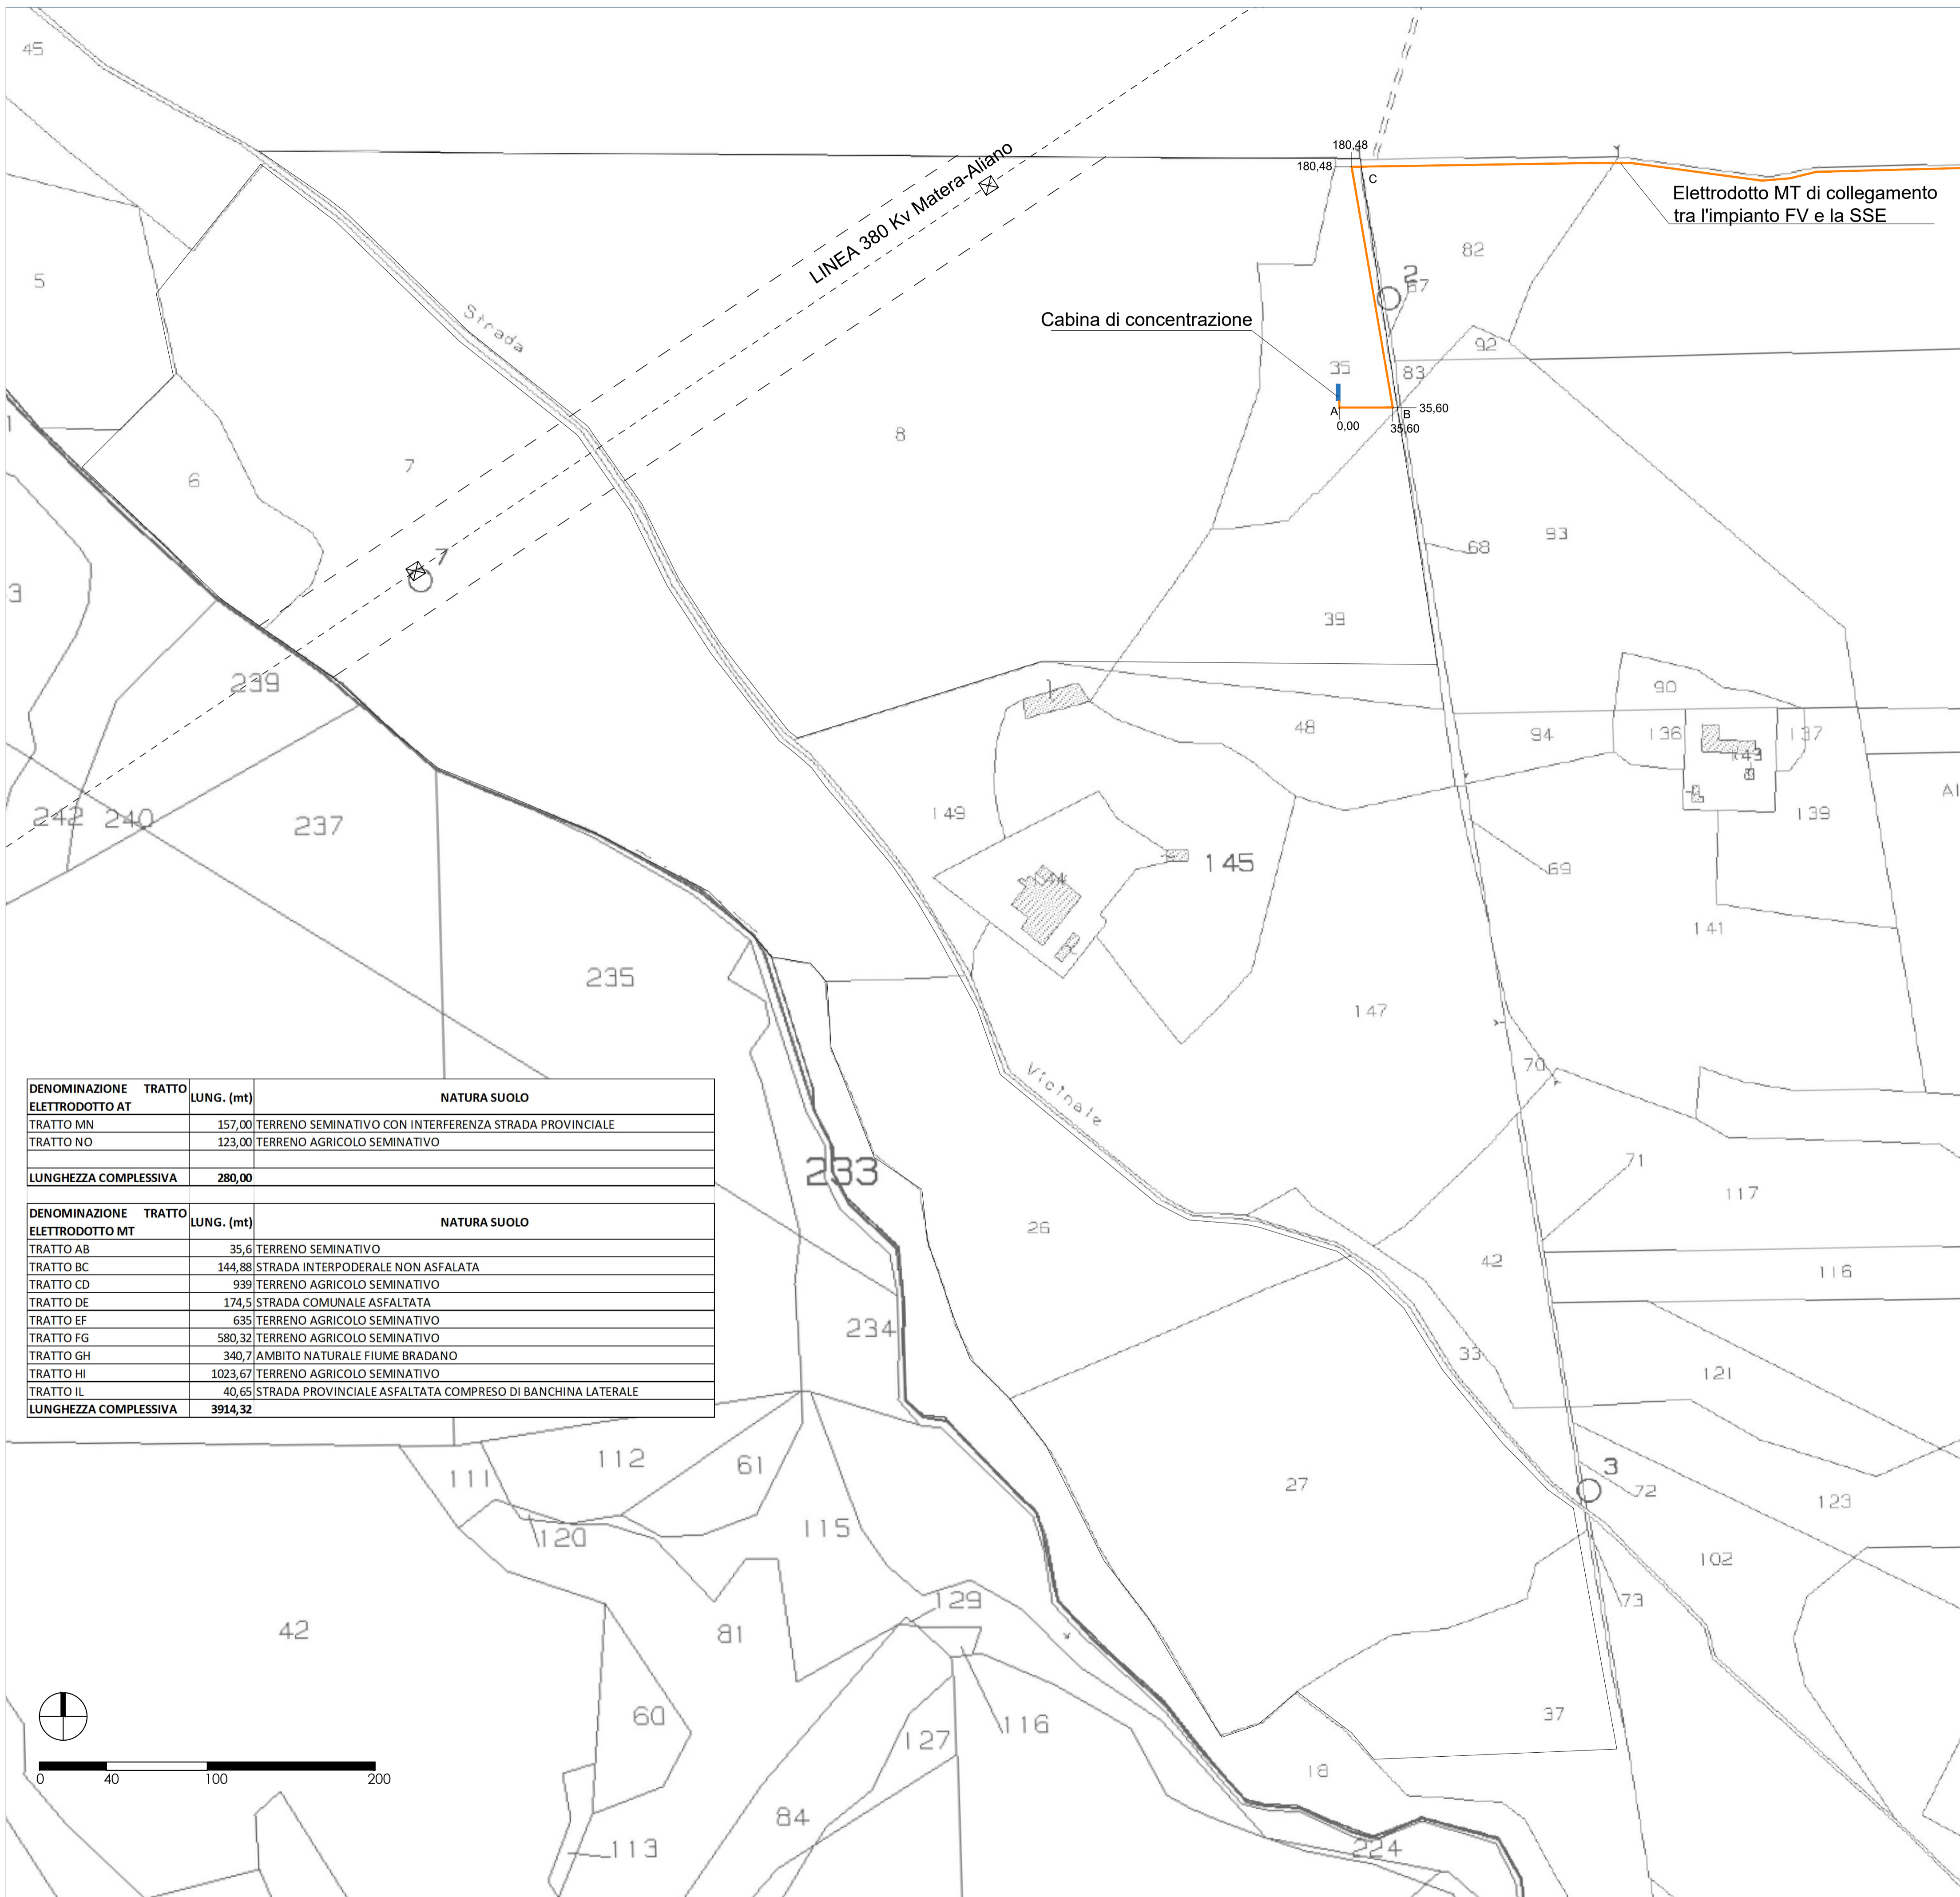 45
180,48
180,48
C
LINEA 380 Kv Matera-Aliano
Elettrodotto MT di collegamento
tra l'impianto FV e la SSE
82
5
2
67
Strada
Cabina di concentrazione
92
35
83
A
B
35,60
0,00
35,60
8
7
6
93
68
7
3
39
239
90
48
94
136
137
143
242
240
237
149
139
145
144
69
141
235
147
70
Vicinale
DENOMINAZIONE TRATTO ELETTRODOTTO AT LUNG. (mt) NATURA SUOLO
TRATTO MN 157,00 TERRENO SEMINATIVO CON INTERFERENZA STRADA PROVINCIALE
TRATTO NO 123,00 TERRENO AGRICOLO SEMINATIVO
LUNGHEZZA COMPLESSIVA 280,00
DENOMINAZIONE TRATTO ELETTRODOTTO MT LUNG. (mt) NATURA SUOLO
TRATTO AB 35,6 TERRENO SEMINATIVO
TRATTO BC 144,88 STRADA INTERPODERALE NON ASFALATA
TRATTO CD 939 TERRENO AGRICOLO SEMINATIVO
TRATTO DE 174,5 STRADA COMUNALE ASFALTATA
TRATTO EF 635 TERRENO AGRICOLO SEMINATIVO
TRATTO FG 580,32 TERRENO AGRICOLO SEMINATIVO
TRATTO GH 340,7 AMBITO NATURALE FIUME BRADANO
TRATTO HI 1023,67 TERRENO AGRICOLO SEMINATIVO
TRATTO IL 40,65 STRADA PROVINCIALE ASFALTATA COMPRESO DI BANCHINA LATERALE
LUNGHEZZA COMPLESSIVA 3914,32
233
71
117
26
42
116
234
33
121
112
61
111
27
3
72
123
120
115
102
129
73
42
81
60
127
116
37
18
0 40 100 200
84
113
224